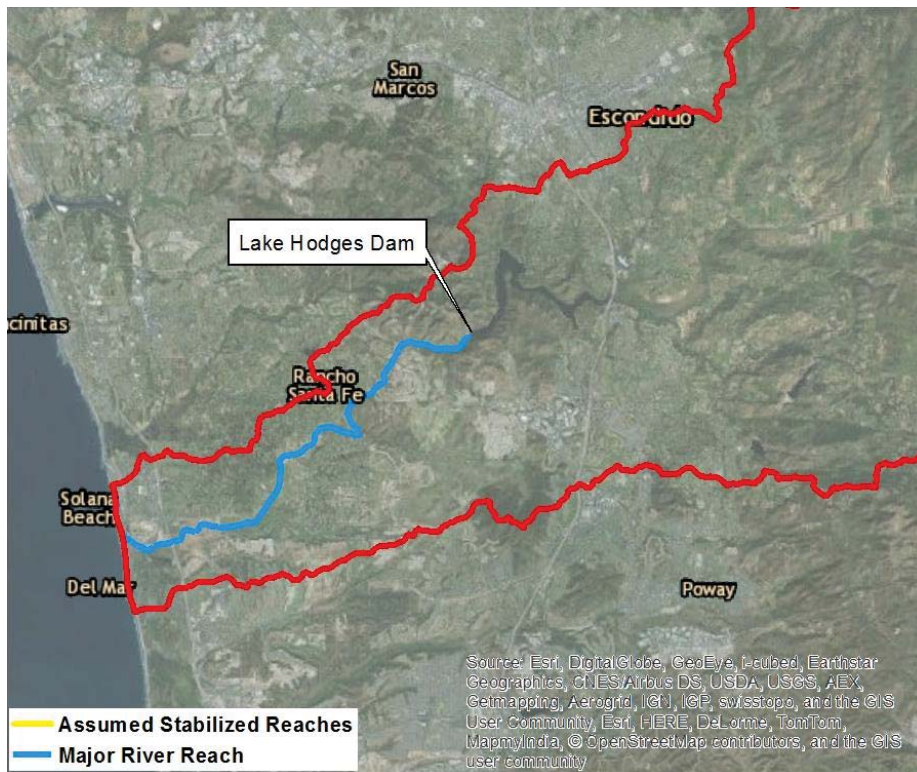 San
Marcos
Escondido
Lake Hodges Dam
cinitas
Rancho
Santa Fe
Solana
Beach
Del Mar
Poway
Source: Esri, DigitalGlobe, GeoEye, i-cubed, Earthstar
Geographics, CNES/Airbus DS, USDA, USGS, AEX,
Getmapping, Aerogrid, IGN, IGP, swisstopo, and the GIS
User Community, Esri, HERE, DeLorme, TomTom,
MapmyIndia, © OpenStreetMap contributors, and the GIS
user community
Assumed Stabilized Reaches
Major River Reach